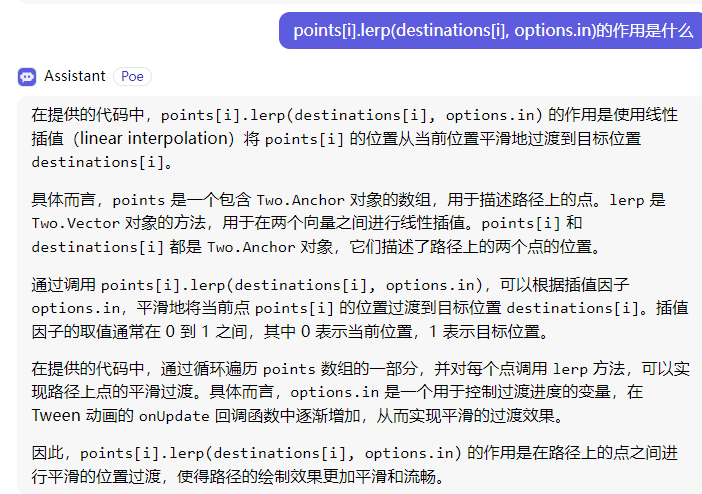 points[i].lerp(destinations[i], options.in)的作用是什么
Assistant Poe
在提供的代码中，points[i].lerp(destinations[i], options.in) 的作用是使用线性
插值（linear interpolation）将 points[i] 的位置从当前位置平滑地过渡到目标位置
destinations[i]。
具体而言，points 是一个包含 Two.Anchor 对象的数组，用于描述路径上的点。lerp 是
Two.Vector 对象的方法，用于在两个向量之间进行线性插值。points[i] 和
destinations[i] 都是 Two.Anchor 对象，它们描述了路径上的两个点的位置。
通过调用 points[i].lerp(destinations[i], options.in)，可以根据插值因子
options.in，平滑地将当前点 points[i] 的位置过渡到目标位置 destinations[i]。插值
因子的取值通常在 0 到 1 之间，其中 0 表示当前位置，1 表示目标位置。
在提供的代码中，通过循环遍历 points 数组的一部分，并对每个点调用 lerp 方法，可以实
现路径上点的平滑过渡。具体而言，options.in 是一个用于控制过渡进度的变量，在
Tween 动画的 onUpdate 回调函数中逐渐增加，从而实现平滑的过渡效果。
因此，points[i].lerp(destinations[i], options.in) 的作用是在路径上的点之间进
行平滑的位置过渡，使得路径的绘制效果更加平滑和流畅。